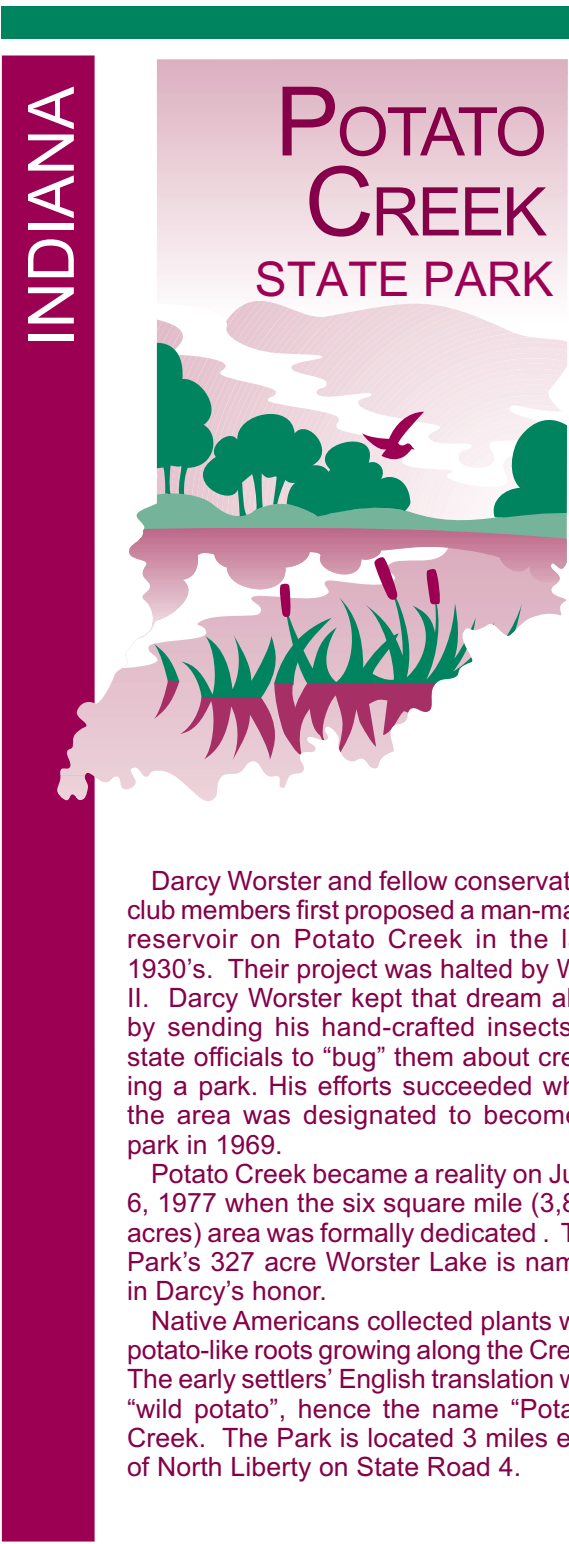 INDIANA
POTATO
CREEK
STATE PARK
Darcy Worster and fellow conservat
club members first proposed a man-ma
reservoir on Potato Creek in the la
1930's. Their project was halted by W
II. Darcy Worster kept that dream al
by sending his hand-crafted insects
state officials to “bug” them about cre
ing a park. His efforts succeeded wh
the area was designated to become
park in 1969.
Potato Creek became a reality on Ju
6, 1977 when the six square mile (3,8
acres) area was formally dedicated . T
Park’s 327 acre Worster Lake is nam
in Darcy’s honor.
Native Americans collected plants w
potato-like roots growing along the Cre
The early settlers’ English translation w
“wild potato”, hence the name “Pota
Creek. The Park is located 3 miles e
of North Liberty on State Road 4.